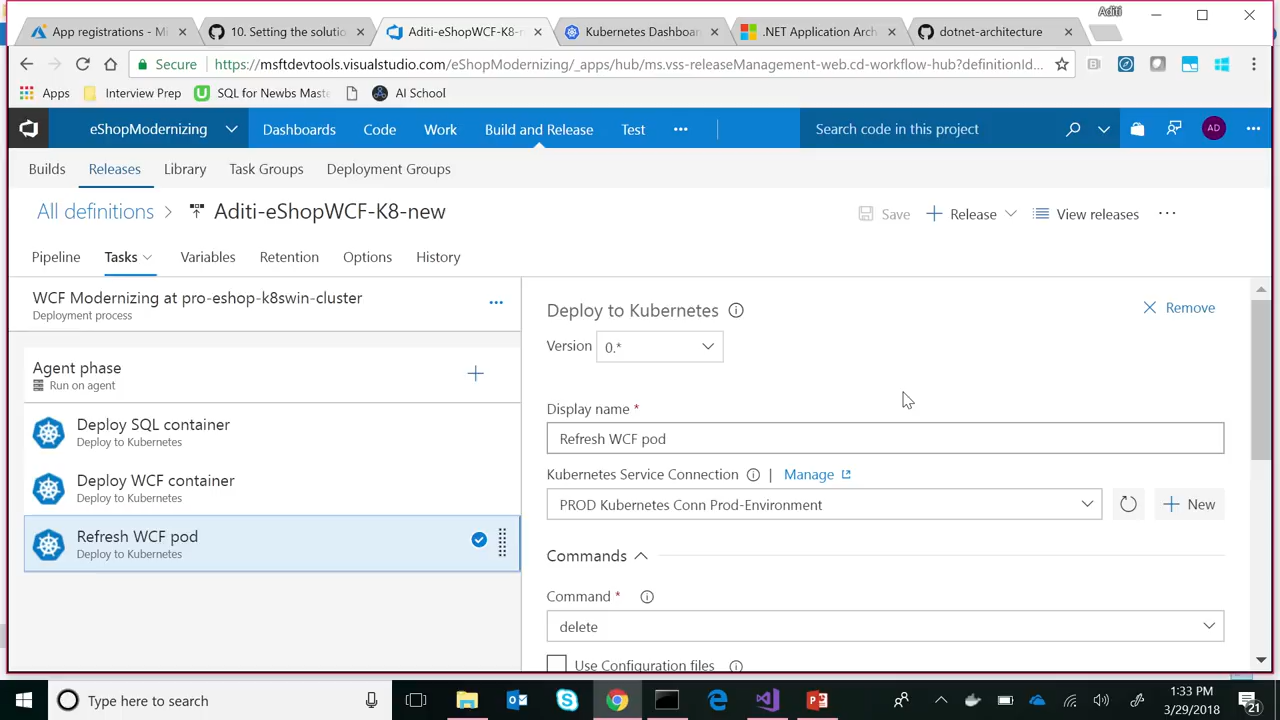 Aditi
App registrations - Mi
10. Setting the solutio
Aditi-eShopWCF-K8-n
Kubernetes Dashboar
.NET Application Arch
dotnet-architecture
Secure
https://msftdevtools.visualstudio.com/eShopModernizing/_apps/hub/ms.vss-releaseManagement-web.cd-workflow-hub?definitionId...
Apps
Interview Prep
SQL for Newbs Maste
AI School
eShopModernizing
Dashboards
Code
Work
Build and Release
Test
Search code in this project
AD
Builds
Releases
Library
Task Groups
Deployment Groups
All definitions > Aditi-eShopWCF-K8-new
Save
+ Release
View releases
Pipeline
Tasks
Variables
Retention
Options
History
WCF Modernizing at pro-eshop-k8swin-cluster
Deployment process
Agent phase
Run on agent
Deploy SQL container
Deploy to Kubernetes
Deploy WCF container
Deploy to Kubernetes
Refresh WCF pod
Deploy to Kubernetes
Deploy to Kubernetes
Remove
Version 0.*
Display name *
Refresh WCF pod
Kubernetes Service Connection | Manage
PROD Kubernetes Conn Prod-Environment
+ New
Commands
Command *
delete
Use Configuration files
Type here to search
1:33 PM
3/29/2018
21